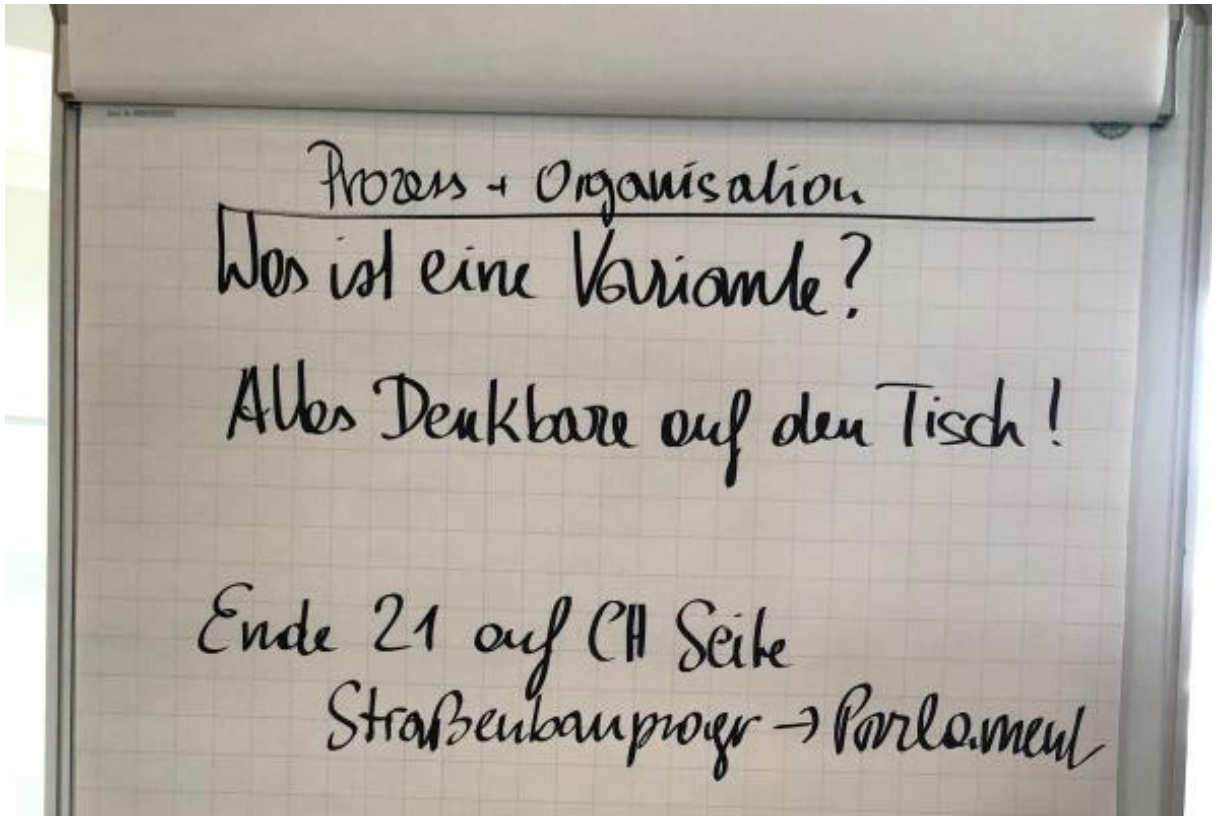 Prozess + Organisation
Was ist eine Variante?
Alles Denkbare auf den Tisch!
Ende 21 auf CH Seite
Straßenbauprogr → Parlament